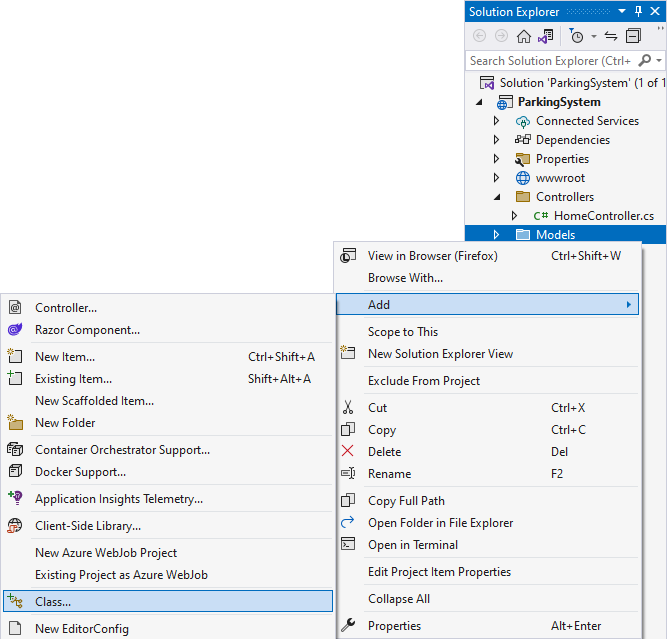 Solution Explorer
Search Solution Explorer (Ctrl+
Solution 'ParkingSystem' (1 of 1
ParkingSystem
Connected Services
Dependencies
Properties
wwwroot
Controllers
C# HomeController.cs
Models
View in Browser (Firefox) Ctrl+Shift+W
Browse With...
Add
Scope to This
New Solution Explorer View
Exclude From Project
Cut Ctrl+X
Copy Ctrl+C
Delete Del
Rename F2
Copy Full Path
Open Folder in File Explorer
Open in Terminal
Edit Project Item Properties
Collapse All
Properties Alt+Enter
Controller...
Razor Component...
New Item... Ctrl+Shift+A
Existing Item... Shift+Alt+A
New Scaffolded Item...
New Folder
Container Orchestrator Support...
Docker Support...
Application Insights Telemetry...
Client-Side Library...
New Azure WebJob Project
Existing Project as Azure WebJob
Class...
New EditorConfig